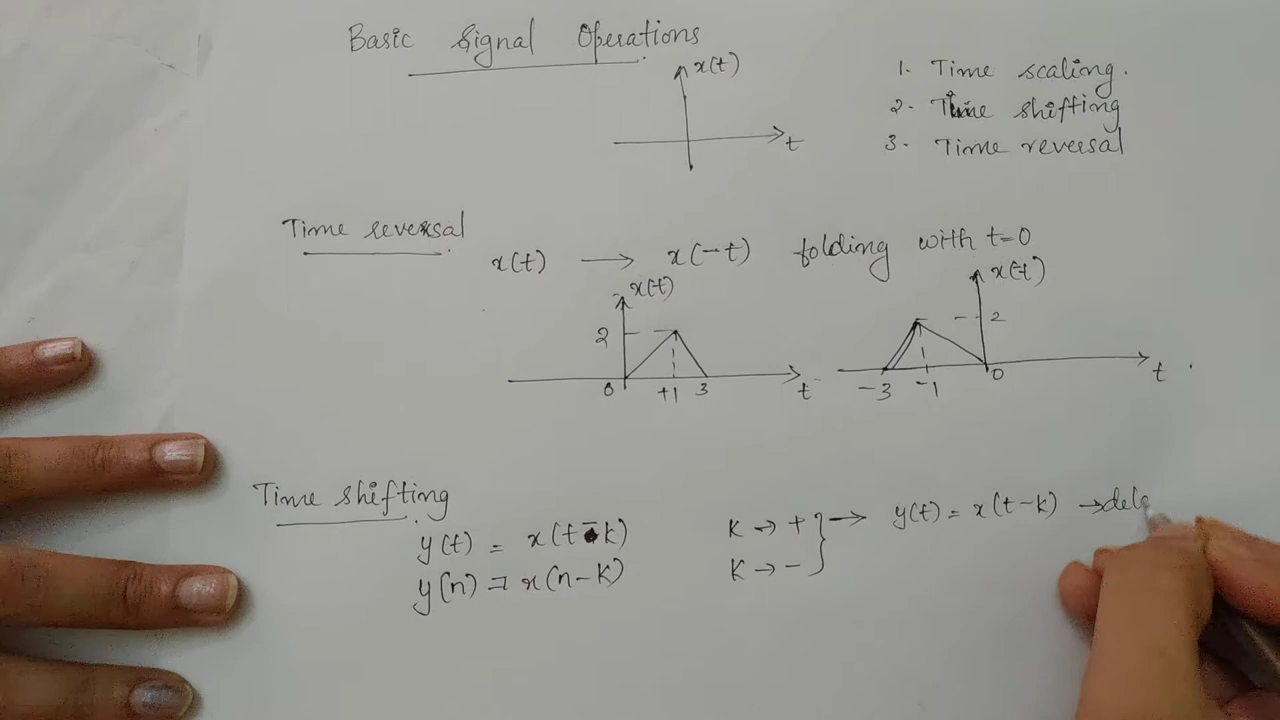 Basic Signal Operations
x(t)
t
1. Time scaling.
2. Time shifting
3. Time reversal
Time reversal
x(t) → x(-t) folding with t=0
x(t)
2
0 +1 3 t
x(t)
2
-3 -1 0 t
Time shifting
y(t) = x(t-k)
y(n) = x(n-k)
K → +
K → -
} → y(t) = x(t-k) → dela